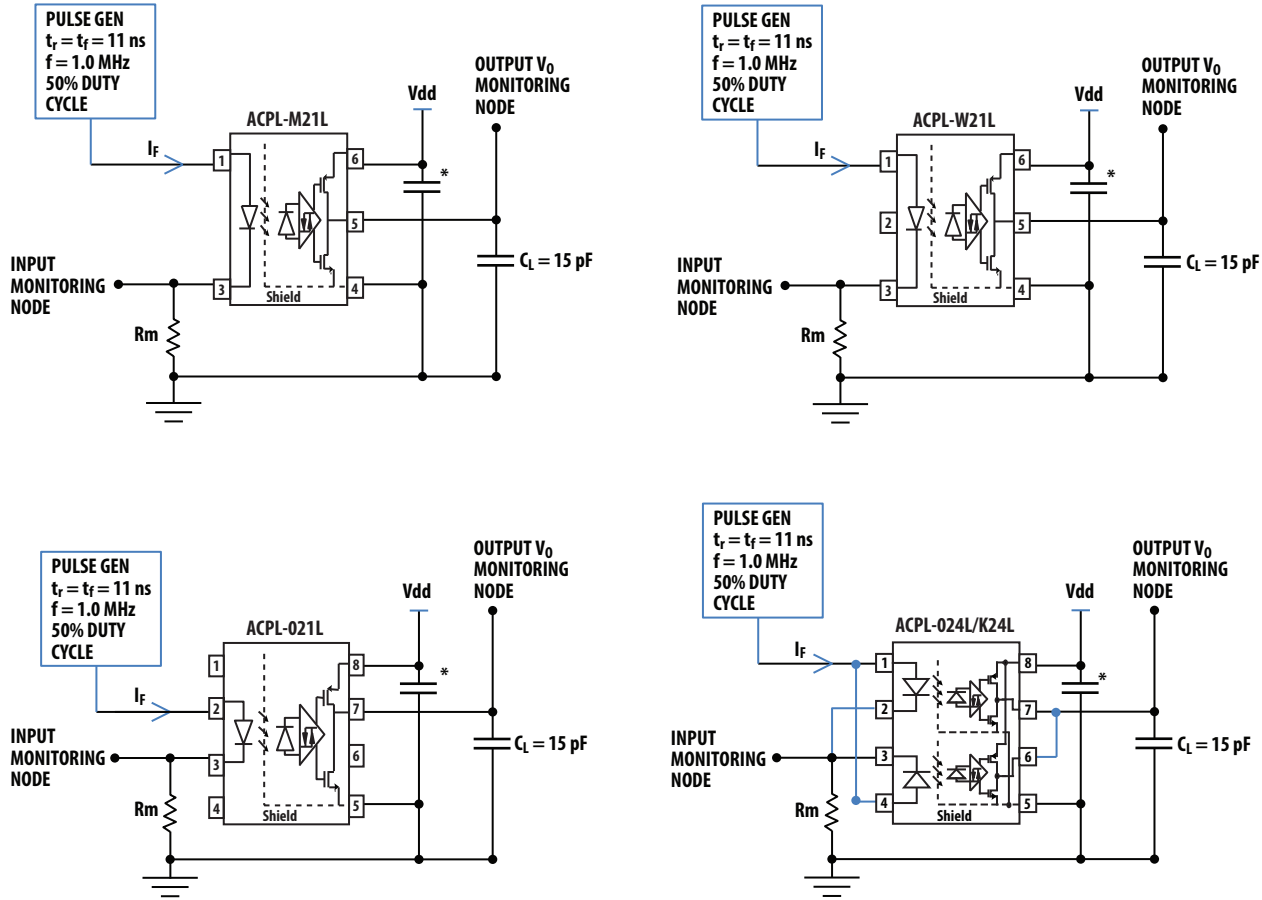 PULSE GEN
tr = tf = 11 ns
f = 1.0 MHz
50% DUTY
CYCLE
OUTPUT V0
MONITORING
NODE
Vdd
ACPL-M21L
IF
1
6
*
5
CL = 15 pF
INPUT
MONITORING
NODE
3
4
Shield
Rm
PULSE GEN
tr = tf = 11 ns
f = 1.0 MHz
50% DUTY
CYCLE
OUTPUT V0
MONITORING
NODE
Vdd
ACPL-W21L
IF
1
6
*
2
5
CL = 15 pF
INPUT
MONITORING
NODE
3
4
Shield
Rm
PULSE GEN
tr = tf = 11 ns
f = 1.0 MHz
50% DUTY
CYCLE
OUTPUT V0
MONITORING
NODE
Vdd
ACPL-021L
1
8
*
IF
2
7
INPUT
MONITORING
NODE
3
6
CL = 15 pF
4
5
Shield
Rm
PULSE GEN
tr = tf = 11 ns
f = 1.0 MHz
50% DUTY
CYCLE
OUTPUT V0
MONITORING
NODE
Vdd
ACPL-024L/K24L
IF
1
8
*
2
7
INPUT
MONITORING
NODE
3
6
CL = 15 pF
4
5
Shield
Rm